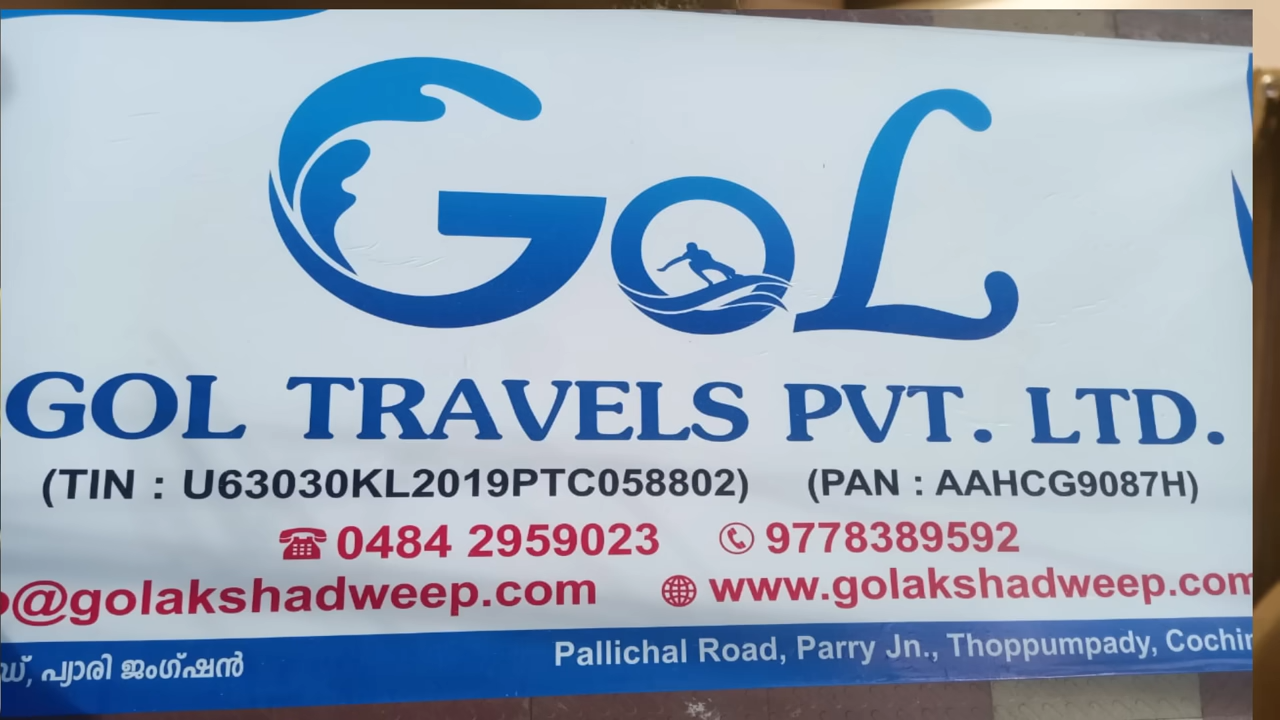 GOL
GOL TRAVELS PVT. LTD.
(TIN : U63030KL2019PTC058802) (PAN : AAHCG9087H)
0484 2959023 9778389592
@golakshadweep.com www.golakshadweep.com
പ്യാരി ജംഗ്ഷൻ Pallichal Road, Parry Jn., Thoppumpady, Cochin